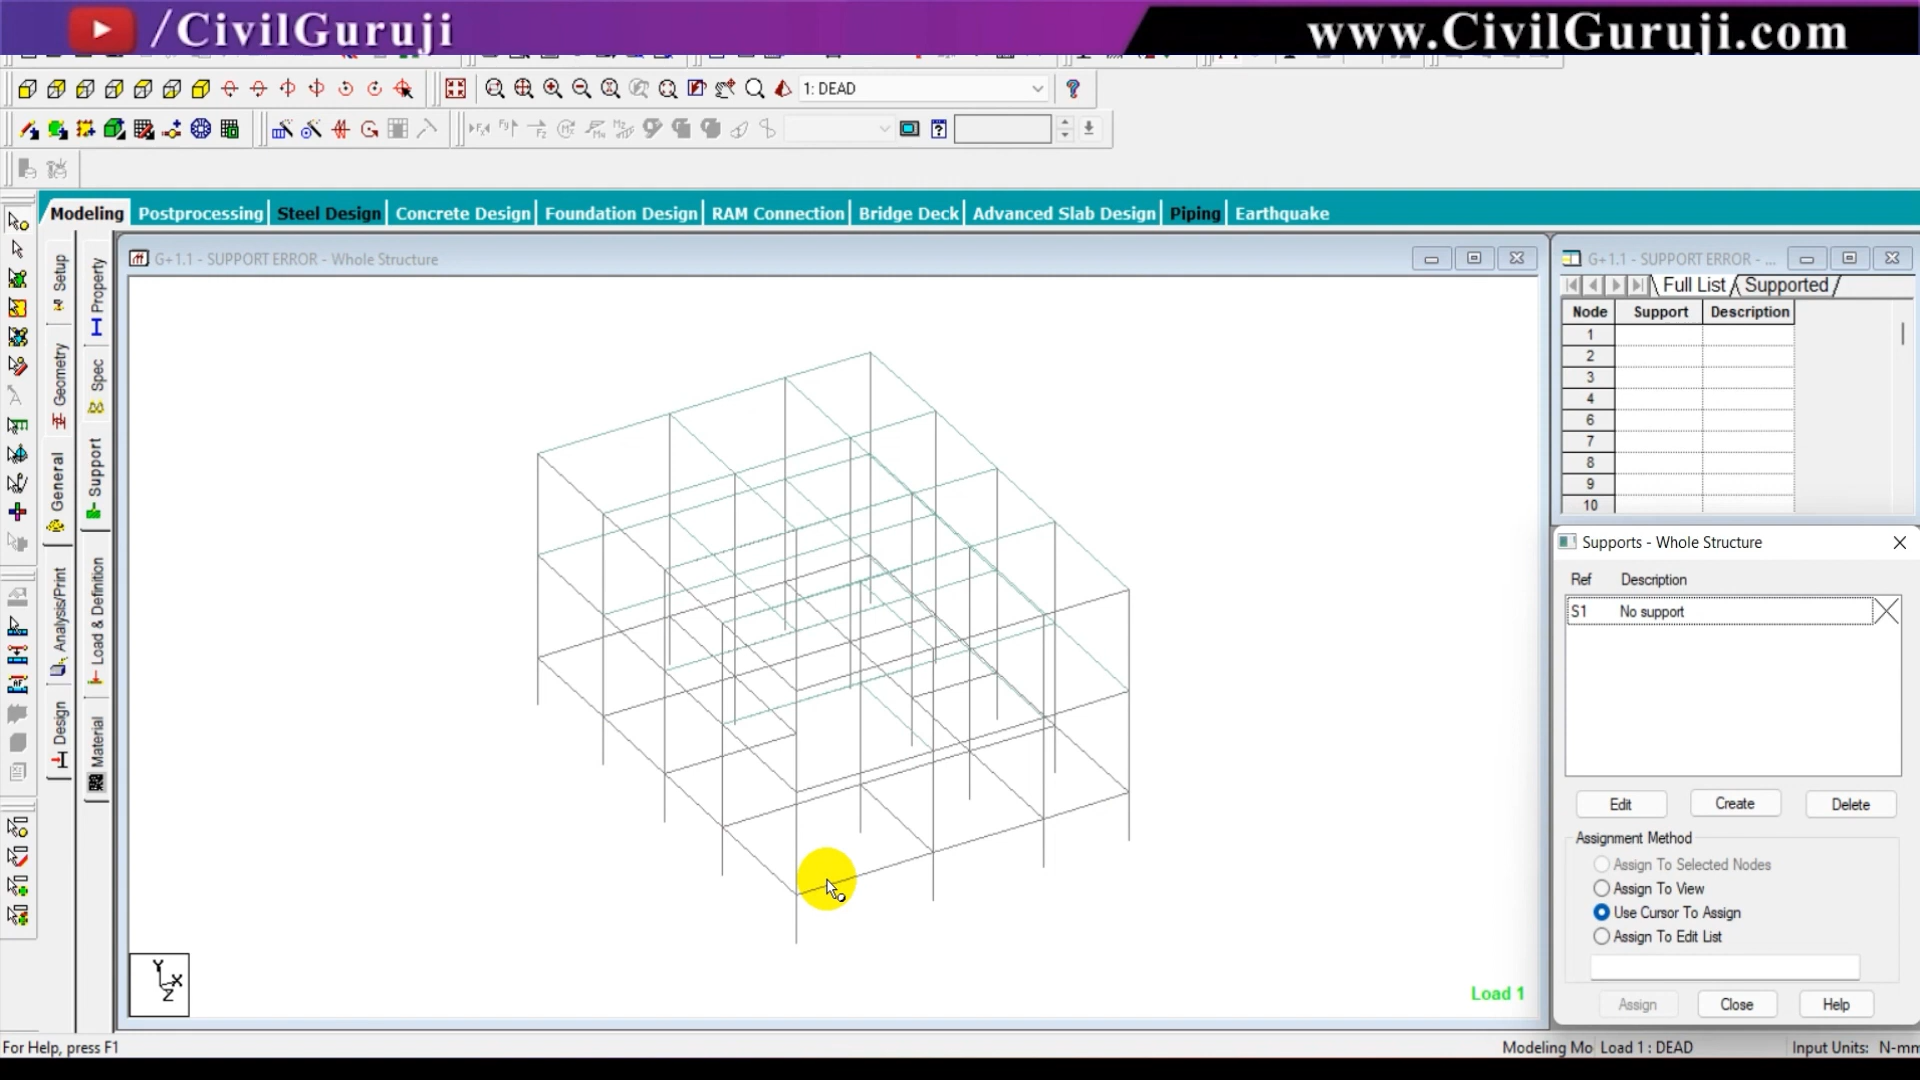 /CivilGuruji
www.CivilGuruji.com
1: DEAD
Modeling
Postprocessing
Steel Design
Concrete Design
Foundation Design
RAM Connection
Bridge Deck
Advanced Slab Design
Piping
Earthquake
Setup
Geometry
General
Analysis/Print
Design
Property
Spec
Support
Load & Definition
Material
G+1.1 - SUPPORT ERROR - Whole Structure
Y
X
Z
Load 1
G+1.1 - SUPPORT ERROR - ...
Full List
Supported
Node Support Description
1
2
3
4
6
7
8
9
10
Supports - Whole Structure
Ref Description
S1 No support
Edit
Create
Delete
Assignment Method
Assign To Selected Nodes
Assign To View
Use Cursor To Assign
Assign To Edit List
Assign
Close
Help
For Help, press F1
Modeling Mo
Load 1 : DEAD
Input Units: N-mm